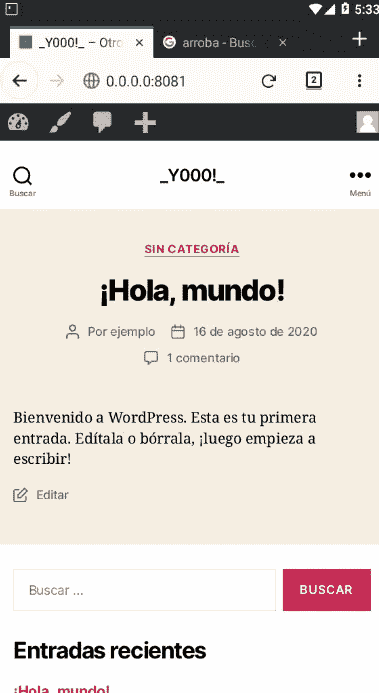 5:33
_Y000!_ – Otro
arroba - Bus
0.0.0.0:8081
2
_Y000!_
Buscar
Menú
SIN CATEGORÍA
¡Hola, mundo!
Por ejemplo
16 de agosto de 2020
1 comentario
Bienvenido a WordPress. Esta es tu primera
entrada. Edítala o bórrala, ¡luego empieza a
escribir!
Editar
Buscar ...
BUSCAR
Entradas recientes
¡Hola, mundo!